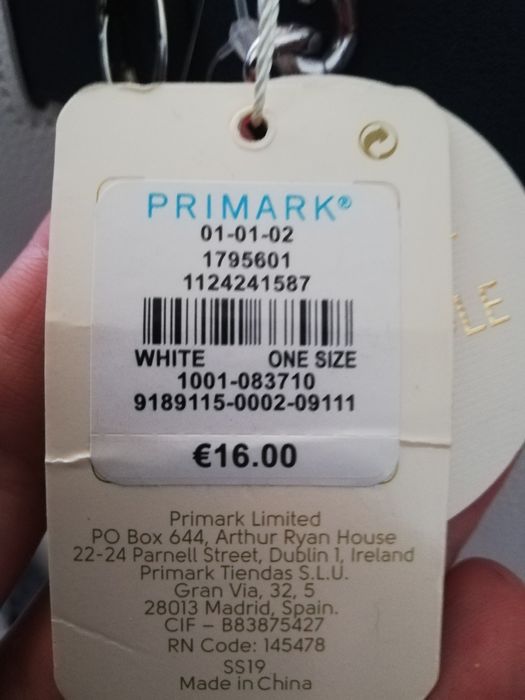 PRIMARK®
01-01-02
1795601
1124241587
WHITE ONE SIZE
1001-083710
9189115-0002-09111
€16.00
Primark Limited
PO Box 644, Arthur Ryan House
22-24 Parnell Street, Dublin 1, Ireland
Primark Tiendas S.L.U.
Gran Via, 32, 5
28013 Madrid, Spain.
CIF – B83875427
RN Code: 145478
SS19
Made in China